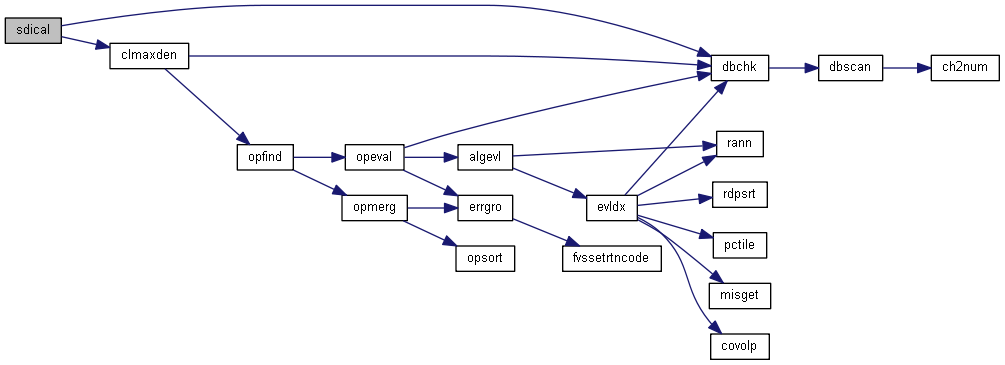 sdical
clmaxden
dbchk
dbscan
ch2num
opfind
opeval
algevl
rann
opmerg
errgro
evldx
rdpsrt
opsort
fvssetrtncode
pctile
misget
covolp